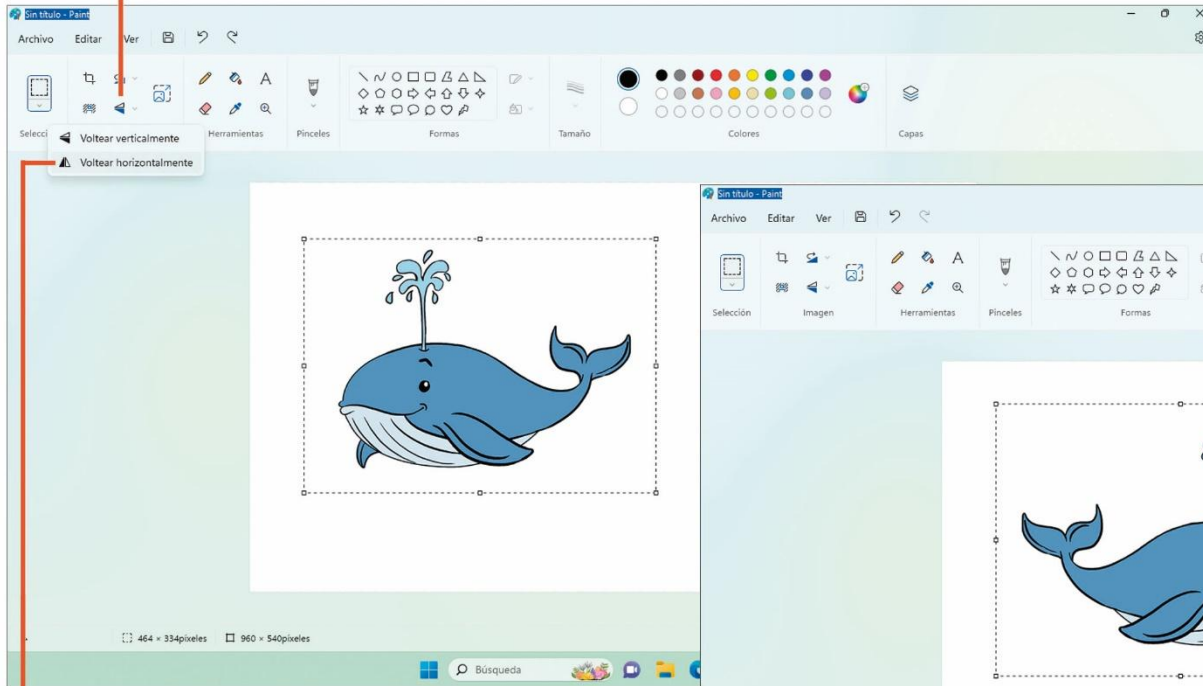 Sin título - Paint
Archivo Editar Ver
Selecci
Herramientas
Pinceles
Formas
Tamaño
Colores
Capas
Voltear verticalmente
Voltear horizontalmente
464 × 334píxeles
960 × 540píxeles
Búsqueda
Sin título - Paint
Archivo Editar Ver
A
Selección
Imagen
Herramientas
Pinceles
Formas